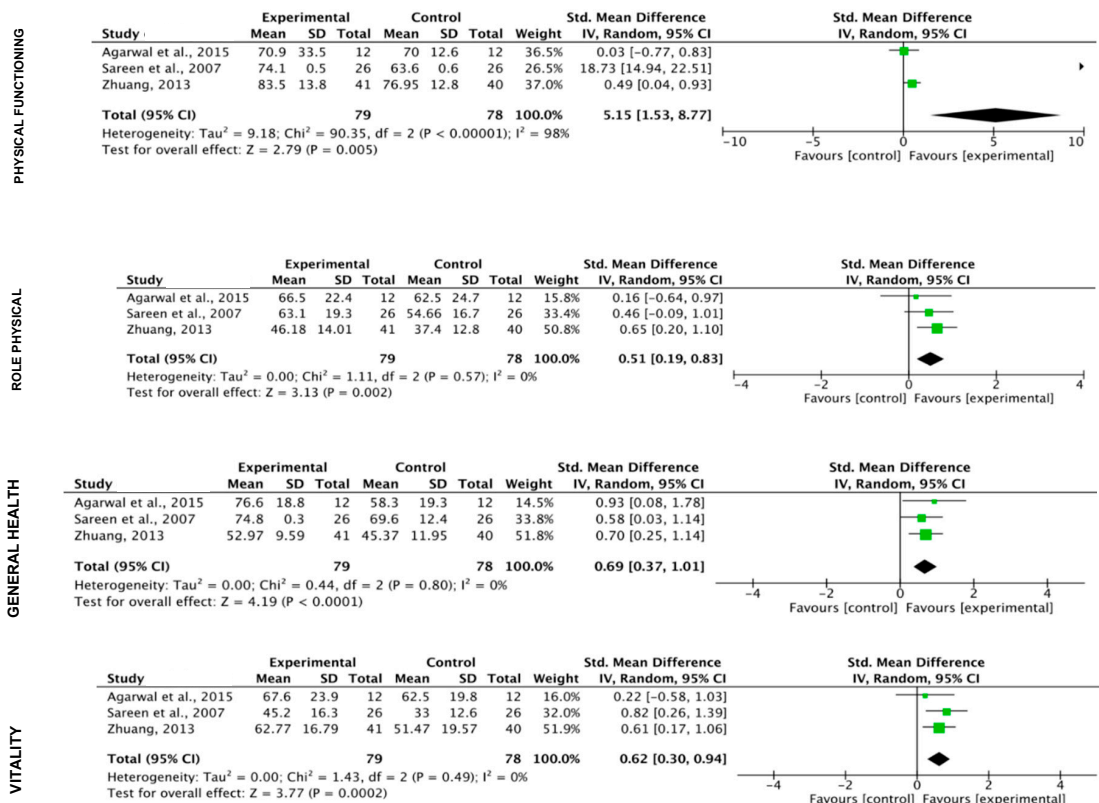 PHYSICAL FUNCTIONING
Experimental Control Std. Mean Difference Std. Mean Difference
Study Mean SD Total Mean SD Total Weight IV, Random, 95% CI IV, Random, 95% CI
Agarwal et al., 2015 70.9 33.5 12 70 12.6 12 36.5% 0.03 [-0.77, 0.83]
Sareen et al., 2007 74.1 0.5 26 63.6 0.6 26 26.5% 18.73 [14.94, 22.51]
Zhuang, 2013 83.5 13.8 41 76.95 12.8 40 37.0% 0.49 [0.04, 0.93]
Total (95% CI) 79 78 100.0% 5.15 [1.53, 8.77]
Heterogeneity: Tau² = 9.18; Chi² = 90.35, df = 2 (P < 0.00001); I² = 98%
Test for overall effect: Z = 2.79 (P = 0.005)
-10 -5 0 5 10
Favours [control] Favours [experimental]
ROLE PHYSICAL
Experimental Control Std. Mean Difference Std. Mean Difference
Study Mean SD Total Mean SD Total Weight IV, Random, 95% CI IV, Random, 95% CI
Agarwal et al., 2015 66.5 22.4 12 62.5 24.7 12 15.8% 0.16 [-0.64, 0.97]
Sareen et al., 2007 63.1 19.3 26 54.66 16.7 26 33.4% 0.46 [-0.09, 1.01]
Zhuang, 2013 46.18 14.01 41 37.4 12.8 40 50.8% 0.65 [0.20, 1.10]
Total (95% CI) 79 78 100.0% 0.51 [0.19, 0.83]
Heterogeneity: Tau² = 0.00; Chi² = 1.11, df = 2 (P = 0.57); I² = 0%
Test for overall effect: Z = 3.13 (P = 0.002)
-4 -2 0 2 4
Favours [control] Favours [experimental]
GENERAL HEALTH
Experimental Control Std. Mean Difference Std. Mean Difference
Study Mean SD Total Mean SD Total Weight IV, Random, 95% CI IV, Random, 95% CI
Agarwal et al., 2015 76.6 18.8 12 58.3 19.3 12 14.5% 0.93 [0.08, 1.78]
Sareen et al., 2007 74.8 0.3 26 69.6 12.4 26 33.8% 0.58 [0.03, 1.14]
Zhuang, 2013 52.97 9.59 41 45.37 11.95 40 51.8% 0.70 [0.25, 1.14]
Total (95% CI) 79 78 100.0% 0.69 [0.37, 1.01]
Heterogeneity: Tau² = 0.00; Chi² = 0.44, df = 2 (P = 0.80); I² = 0%
Test for overall effect: Z = 4.19 (P < 0.0001)
-4 -2 0 2 4
Favours [control] Favours [experimental]
VITALITY
Experimental Control Std. Mean Difference Std. Mean Difference
Study Mean SD Total Mean SD Total Weight IV, Random, 95% CI IV, Random, 95% CI
Agarwal et al., 2015 67.6 23.9 12 62.5 19.8 12 16.0% 0.22 [-0.58, 1.03]
Sareen et al., 2007 45.2 16.3 26 33 12.6 26 32.0% 0.82 [0.26, 1.39]
Zhuang, 2013 62.77 16.79 41 51.47 19.57 40 51.9% 0.61 [0.17, 1.06]
Total (95% CI) 79 78 100.0% 0.62 [0.30, 0.94]
Heterogeneity: Tau² = 0.00; Chi² = 1.43, df = 2 (P = 0.49); I² = 0%
Test for overall effect: Z = 3.77 (P = 0.0002)
-4 -2 0 2 4
Favours [control] Favours [experimental]